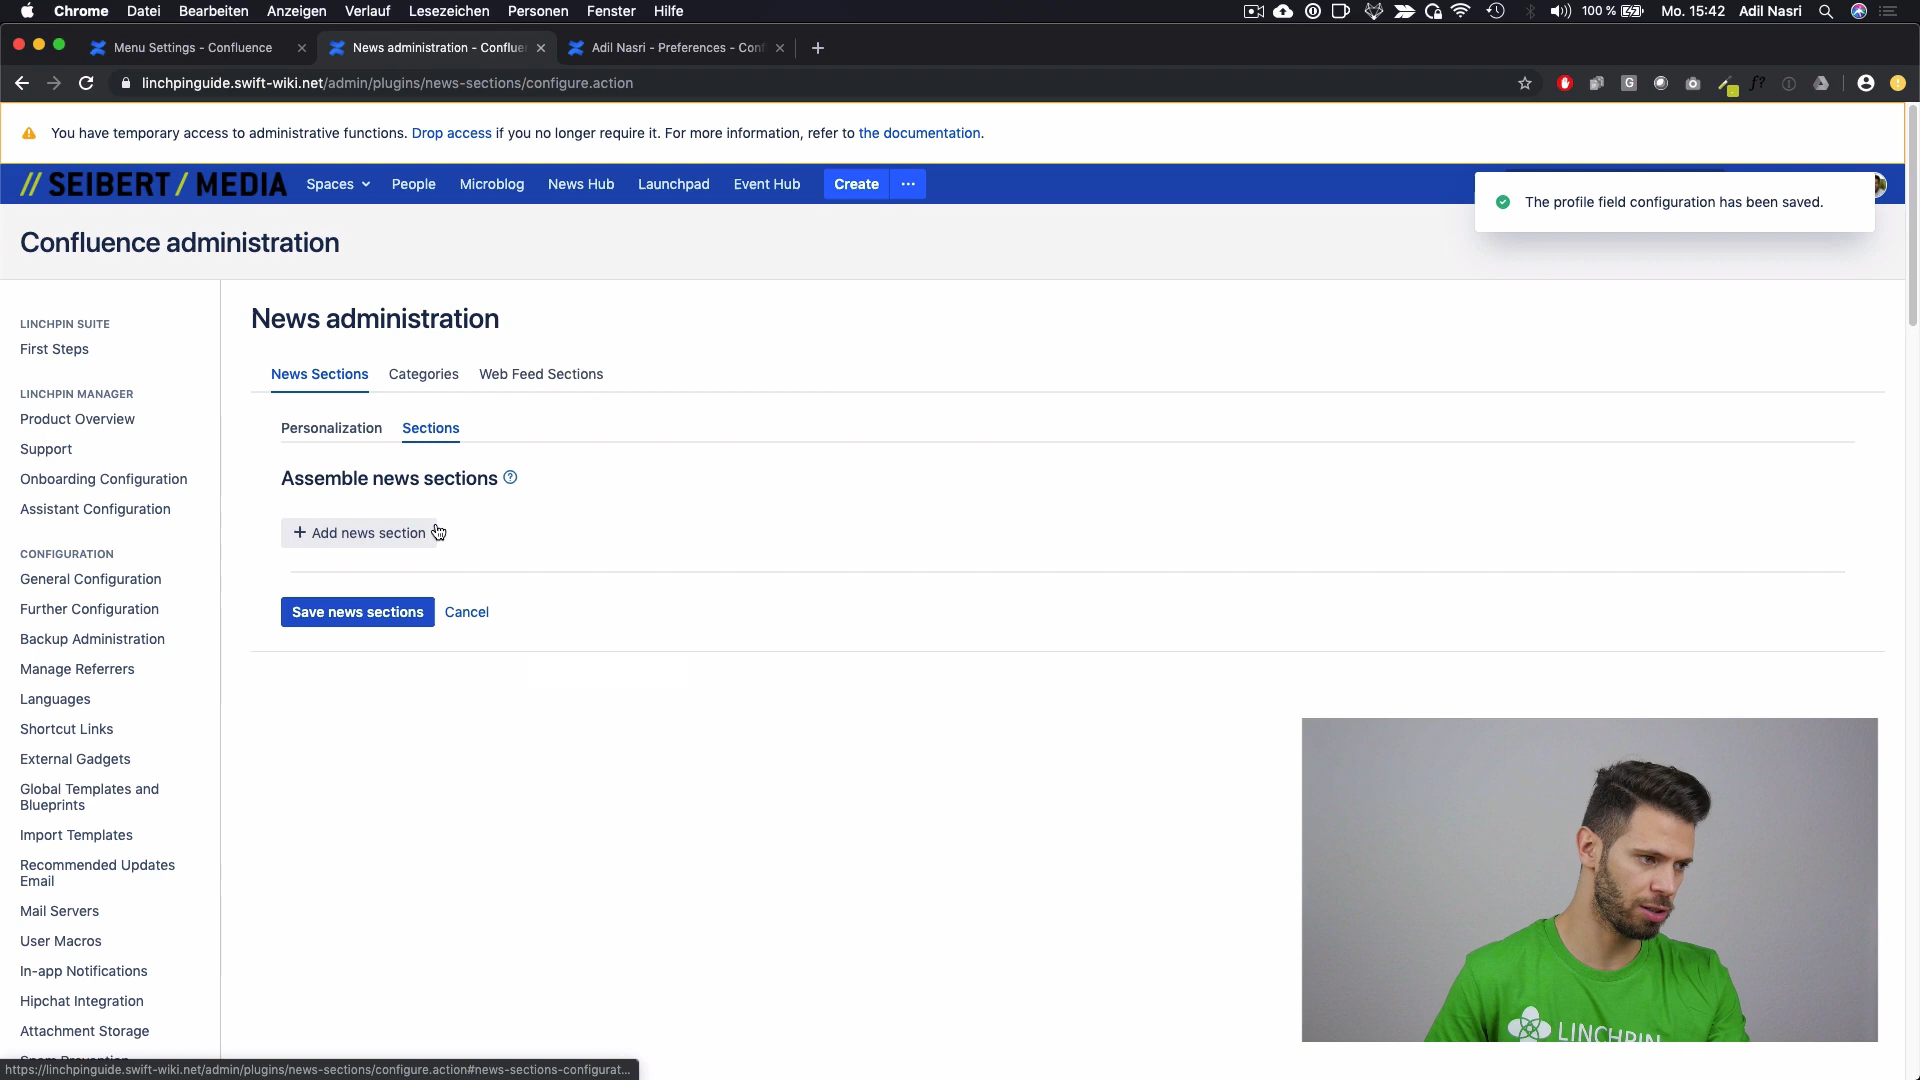 Chrome Datei Bearbeiten Anzeigen Verlauf Lesezeichen Personen Fenster Hilfe 100 % Mo. 15:42 Adil Nasri
Menu Settings - Confluence News administration - Conflue Adil Nasri - Preferences - Conf
linchpinguide.swift-wiki.net/admin/plugins/news-sections/configure.action
You have temporary access to administrative functions. Drop access if you no longer require it. For more information, refer to the documentation.
// SEIBERT / MEDIA Spaces People Microblog News Hub Launchpad Event Hub Create ···
The profile field configuration has been saved.
Confluence administration
LINCHPIN SUITE
First Steps
LINCHPIN MANAGER
Product Overview
Support
Onboarding Configuration
Assistant Configuration
CONFIGURATION
General Configuration
Further Configuration
Backup Administration
Manage Referrers
Languages
Shortcut Links
External Gadgets
Global Templates and
Blueprints
Import Templates
Recommended Updates
Email
Mail Servers
User Macros
In-app Notifications
Hipchat Integration
Attachment Storage
News administration
News Sections Categories Web Feed Sections
Personalization Sections
Assemble news sections
+ Add news section
Save news sections Cancel
LINCHPIN
https://linchpinguide.swift-wiki.net/admin/plugins/news-sections/configure.action#news-sections-configurat...